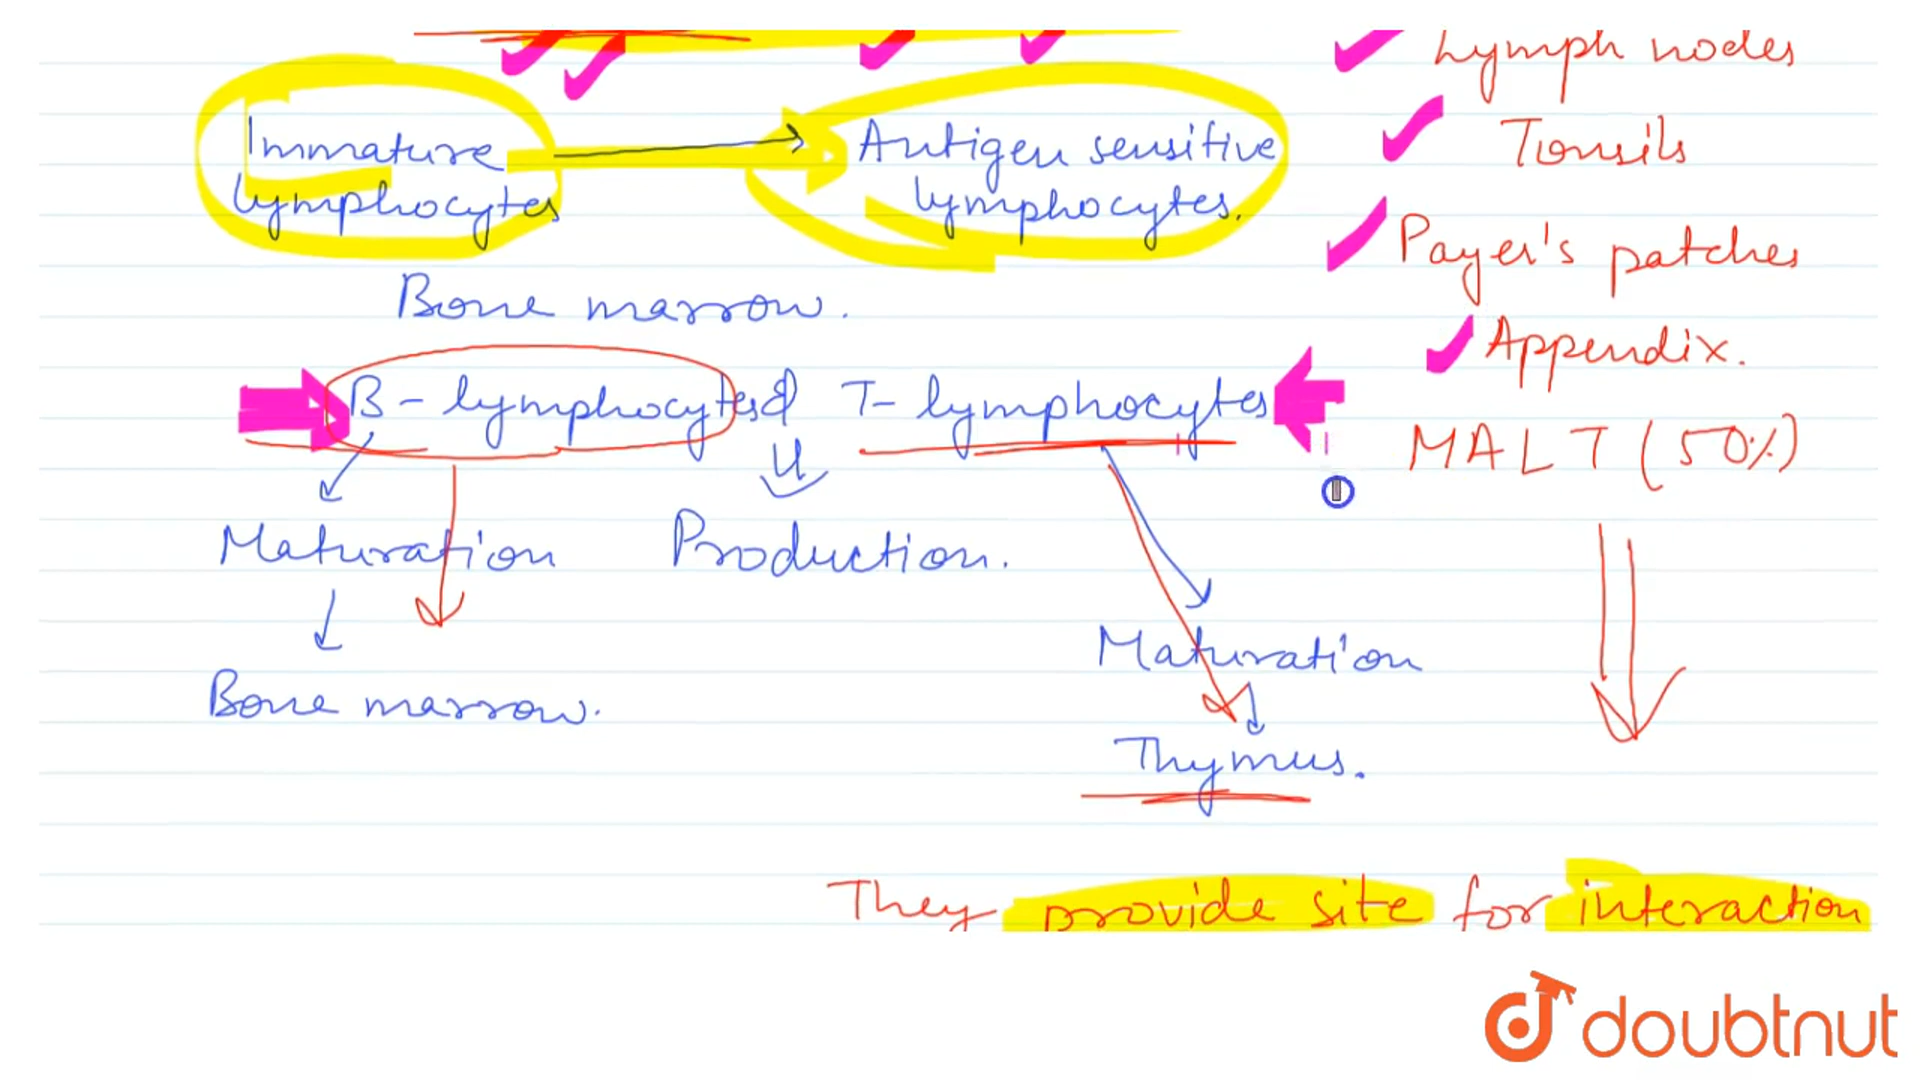 Immature
lymphocytes
Antigen sensitive
lymphocytes.
Bone marrow.
B - lymphocytes & T- lymphocytes
Maturation
Production.
Bone marrow.
Maturation
Thymus.
Lymph nodes
Tonsils
Payer's patches
Appendix.
MALT (50%)
They provide site for interaction
doubtnut